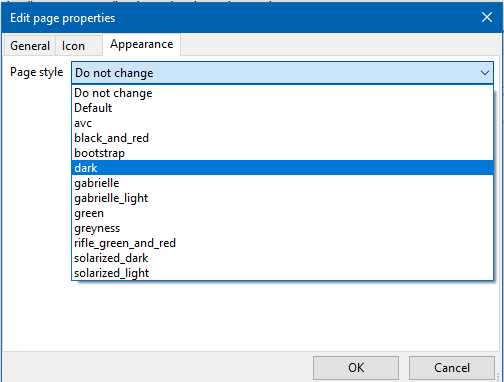 Edit page properties
General Icon Appearance
Page style Do not change
Do not change
Default
avc
black_and_red
bootstrap
dark
gabrielle
gabrielle_light
green
greyness
rifle_green_and_red
solarized_dark
solarized_light
OK Cancel